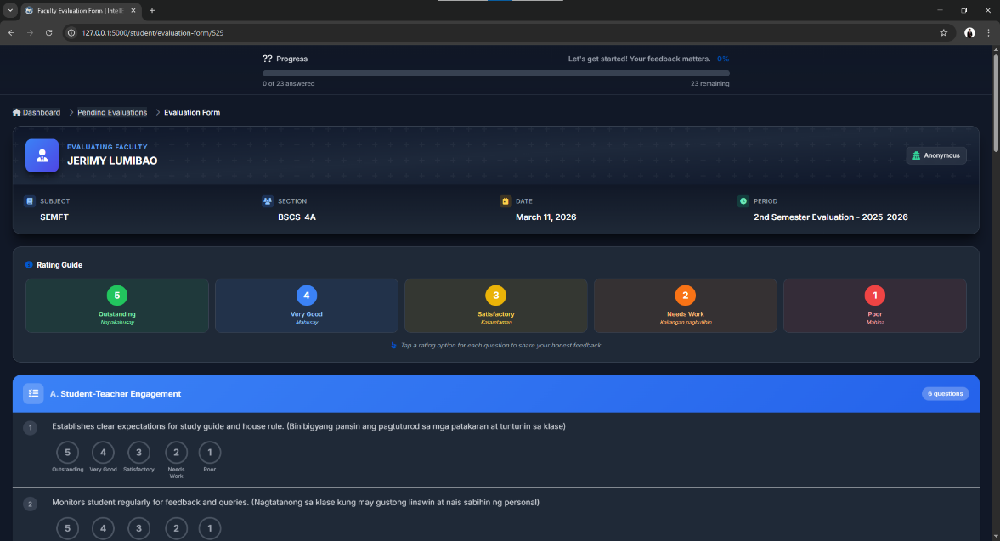 Faculty Evaluation Form | Intell
127.0.0.1:5000/student/evaluation-form/529
?? Progress
Let's get started! Your feedback matters. 0%
0 of 23 answered
23 remaining
Dashboard > Pending Evaluations > Evaluation Form
EVALUATING FACULTY
JERIMY LUMIBAO
Anonymous
SUBJECT
SEMFT
SECTION
BSCS-4A
DATE
March 11, 2026
PERIOD
2nd Semester Evaluation - 2025-2026
Rating Guide
5
Outstanding
Napakahusay
4
Very Good
Mahusay
3
Satisfactory
Katamtaman
2
Needs Work
Kailangan pagbutihin
1
Poor
Mahina
Tap a rating option for each question to share your honest feedback
A. Student-Teacher Engagement
6 questions
1
Establishes clear expectations for study guide and house rule. (Binibigyang pansin ang pagtuturod sa mga patakaran at tuntunin sa klase)
5 4 3 2 1
Outstanding Very Good Satisfactory Needs Work Poor
2
Monitors student regularly for feedback and queries. (Nagtatanong sa klase kung may gustong linawin at nais sabihin ng personal)
5 4 3 2 1